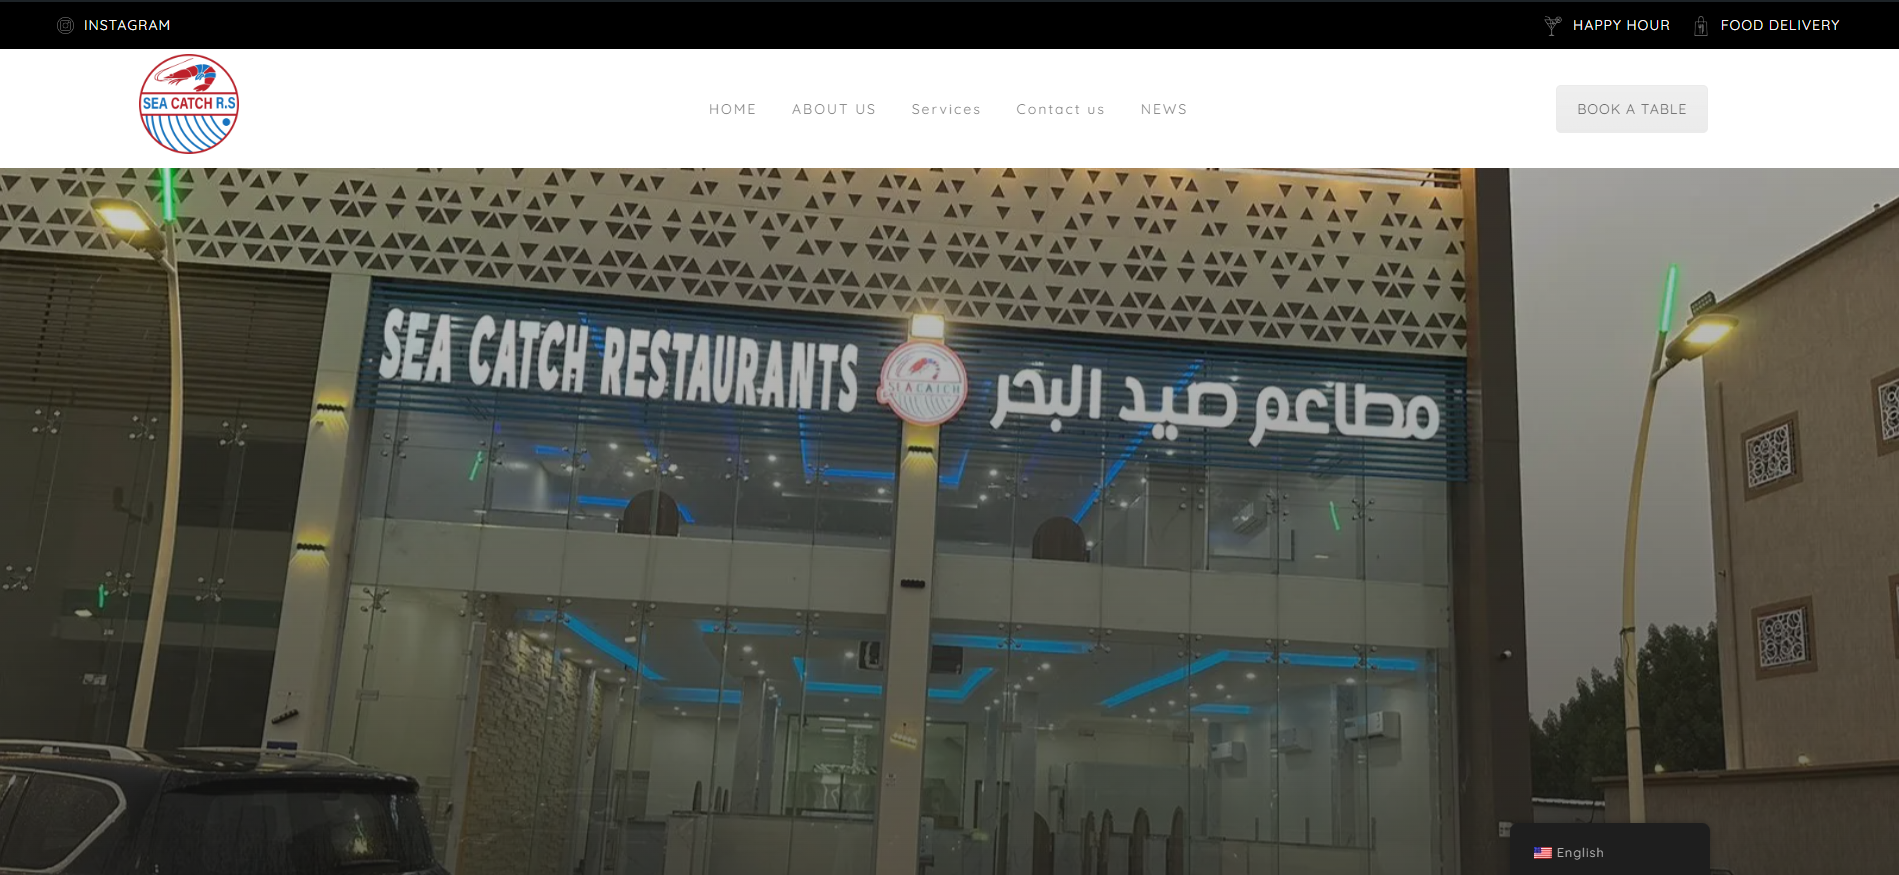 INSTAGRAM
HAPPY HOUR
FOOD DELIVERY
SEA CATCH R.S
HOME
ABOUT US
Services
Contact us
NEWS
BOOK A TABLE
SEA CATCH RESTAURANTS
SEA CATCH
مطاعم صيد البحر
English